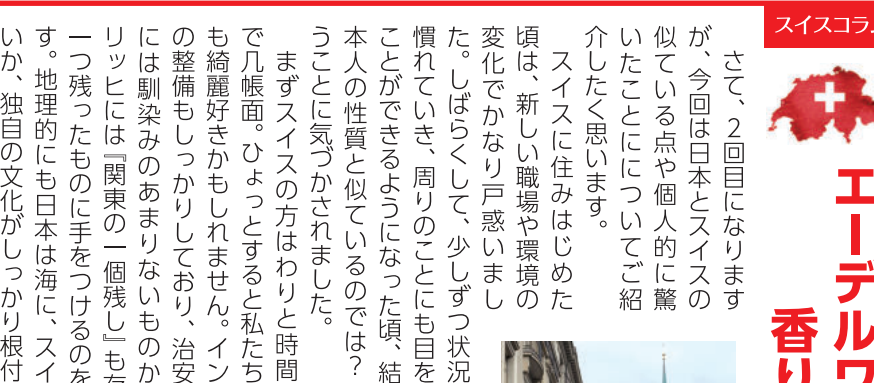 スイスコラ
エーデルワ
香り
さて、2回目になります
が、今回は日本とスイスの
似ている点や個人的に驚
いたことにについてご紹
介したく思います。
スイスに住みはじめた
頃は、新しい職場や環境の
変化でかなり戸惑いまし
た。しばらくして、少しずつ状況
慣れていき、周りのことにも目を
ことができるようになった頃、結
本人の性質と似ているのでは？
うことに気づかされました。
まずスイスの方はわりと時間
で几帳面。ひょっとすると私たち
も綺麗好きかもしれません。イン
の整備もしっかりしており、治安
には馴染みのあまりないものか
リッヒには『関東の一個残し』も
一つ残ったものに手をつけるのを
す。地理的にも日本は海に、スイ
いか、独自の文化がしっかり根付